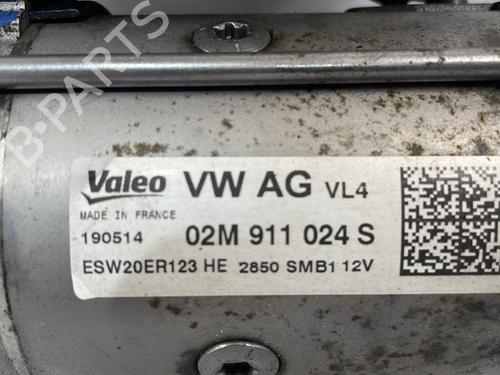 B-PARTS
Valeo VW AG VL4
MADE IN FRANCE
190514 02M 911 024 S
ESW20ER123 HE 2850 SMB1 12V